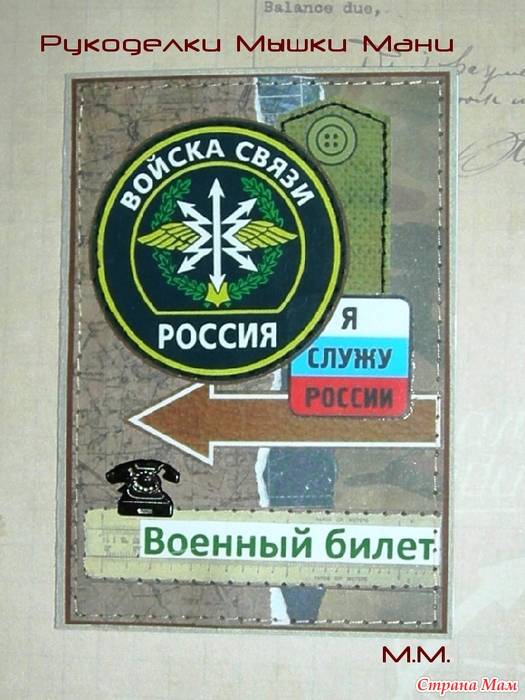 Balance due,
Рукоделки Мышки Мани
ВОЙСКА СВЯЗИ
РОССИЯ
Я
СЛУЖУ
РОССИИ
Военный билет
М.М.
Страна Мам